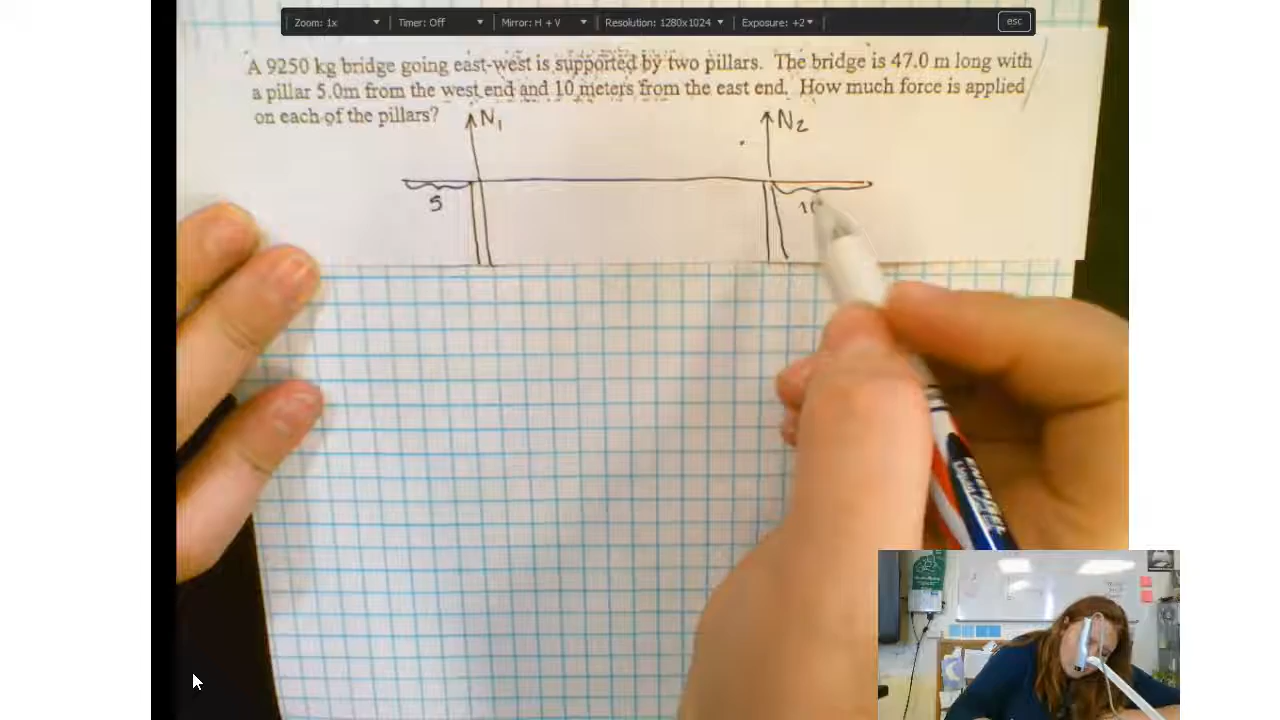 Zoom: 1x Timer: Off Mirror: H + V Resolution: 1280x1024 Exposure: +2 esc
A 9250 kg bridge going east-west is supported by two pillars. The bridge is 47.0 m long with
a pillar 5.0m from the west end and 10 meters from the east end. How much force is applied
on each of the pillars?
N1 N2
5